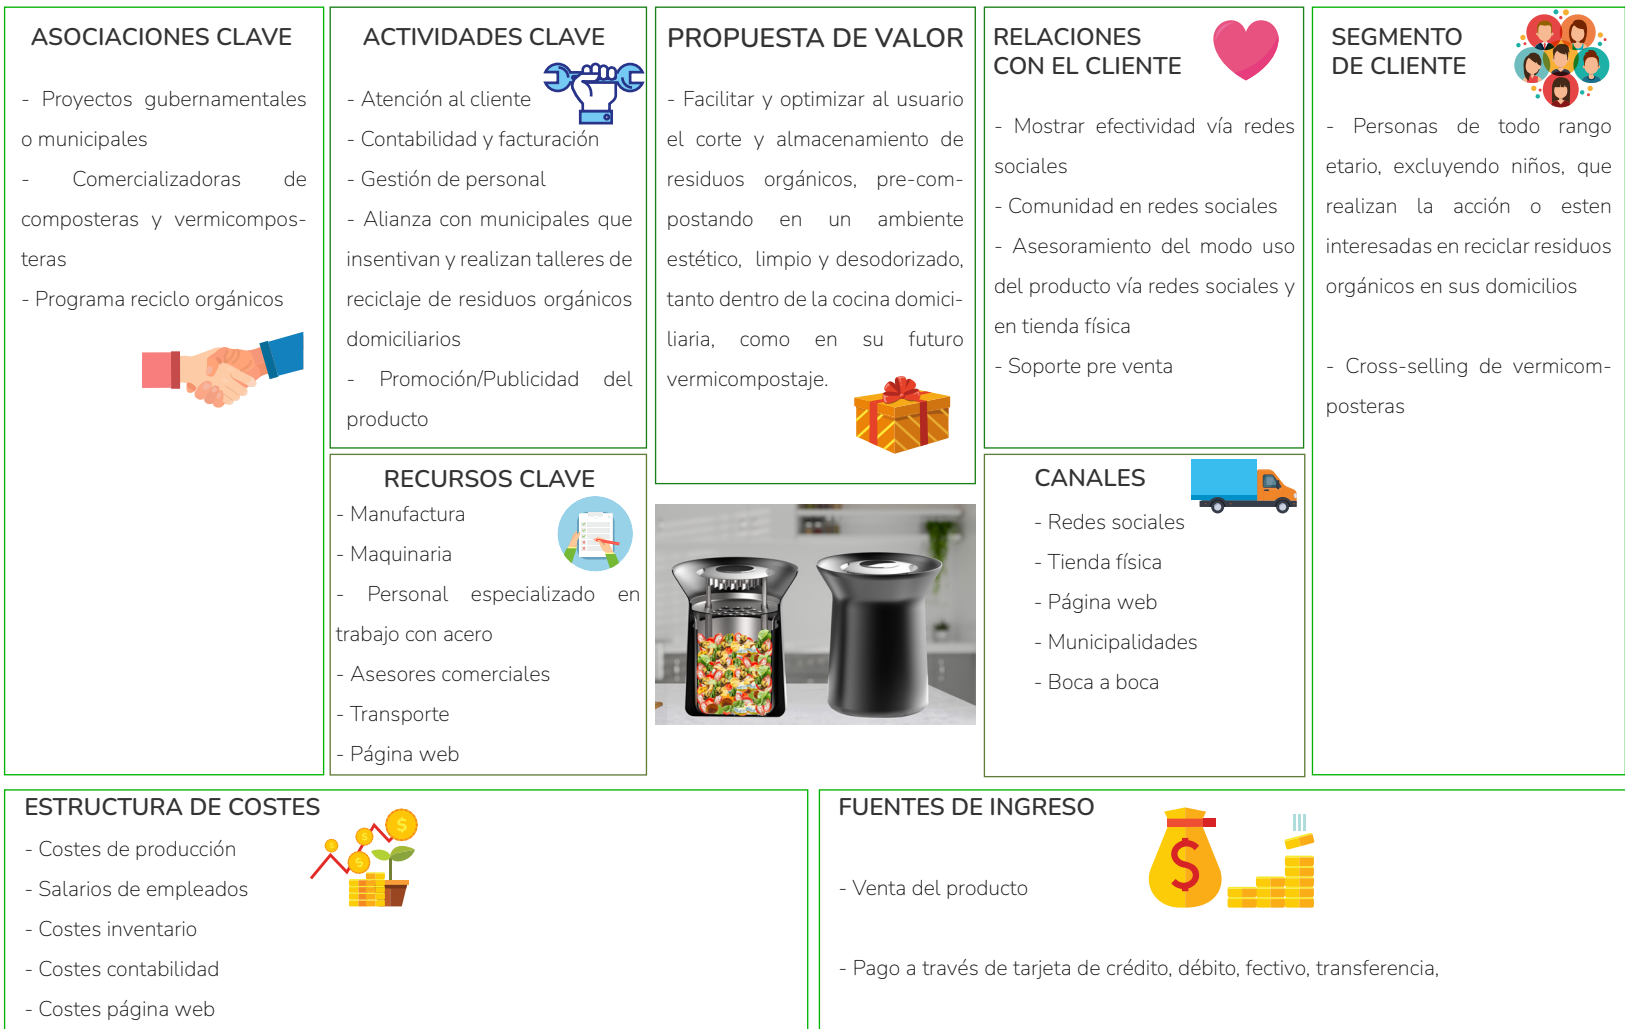 ASOCIACIONES CLAVE
- Proyectos gubernamentales
o municipales
- Comercializadoras de
composteras y vermicompos-
teras
- Programa reciclo orgánicos
ACTIVIDADES CLAVE
- Atención al cliente
- Contabilidad y facturación
- Gestión de personal
- Alianza con municipales que
insentivan y realizan talleres de
reciclaje de residuos orgánicos
domiciliarios
- Promoción/Publicidad del
producto
RECURSOS CLAVE
- Manufactura
- Maquinaria
- Personal especializado en
trabajo con acero
- Asesores comerciales
- Transporte
- Página web
PROPUESTA DE VALOR
- Facilitar y optimizar al usuario
el corte y almacenamiento de
residuos orgánicos, pre-com-
postando en un ambiente
estético, limpio y desodorizado,
tanto dentro de la cocina domici-
liaria, como en su futuro
vermicompostaje.
RELACIONES
CON EL CLIENTE
- Mostrar efectividad vía redes
sociales
- Comunidad en redes sociales
- Asesoramiento del modo uso
del producto vía redes sociales y
en tienda física
- Soporte pre venta
CANALES
- Redes sociales
- Tienda física
- Página web
- Municipalidades
- Boca a boca
SEGMENTO
DE CLIENTE
- Personas de todo rango
etario, excluyendo niños, que
realizan la acción o esten
interesadas en reciclar residuos
orgánicos en sus domicilios
- Cross-selling de vermicom-
posteras
ESTRUCTURA DE COSTES
- Costes de producción
- Salarios de empleados
- Costes inventario
- Costes contabilidad
- Costes página web
FUENTES DE INGRESO
- Venta del producto
- Pago a través de tarjeta de crédito, débito, fectivo, transferencia,